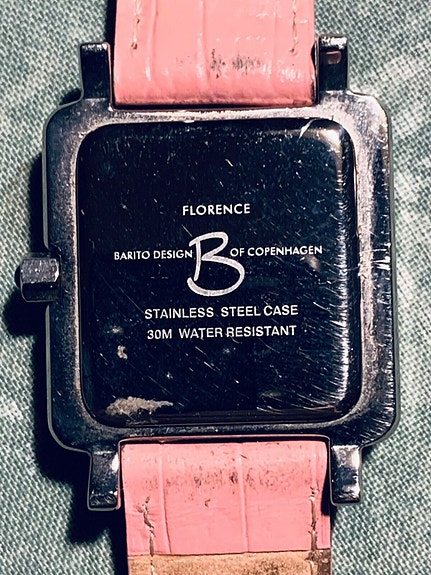 FLORENCE
BARITO DESIGN B OF COPENHAGEN
STAINLESS STEEL CASE
30M WATER RESISTANT